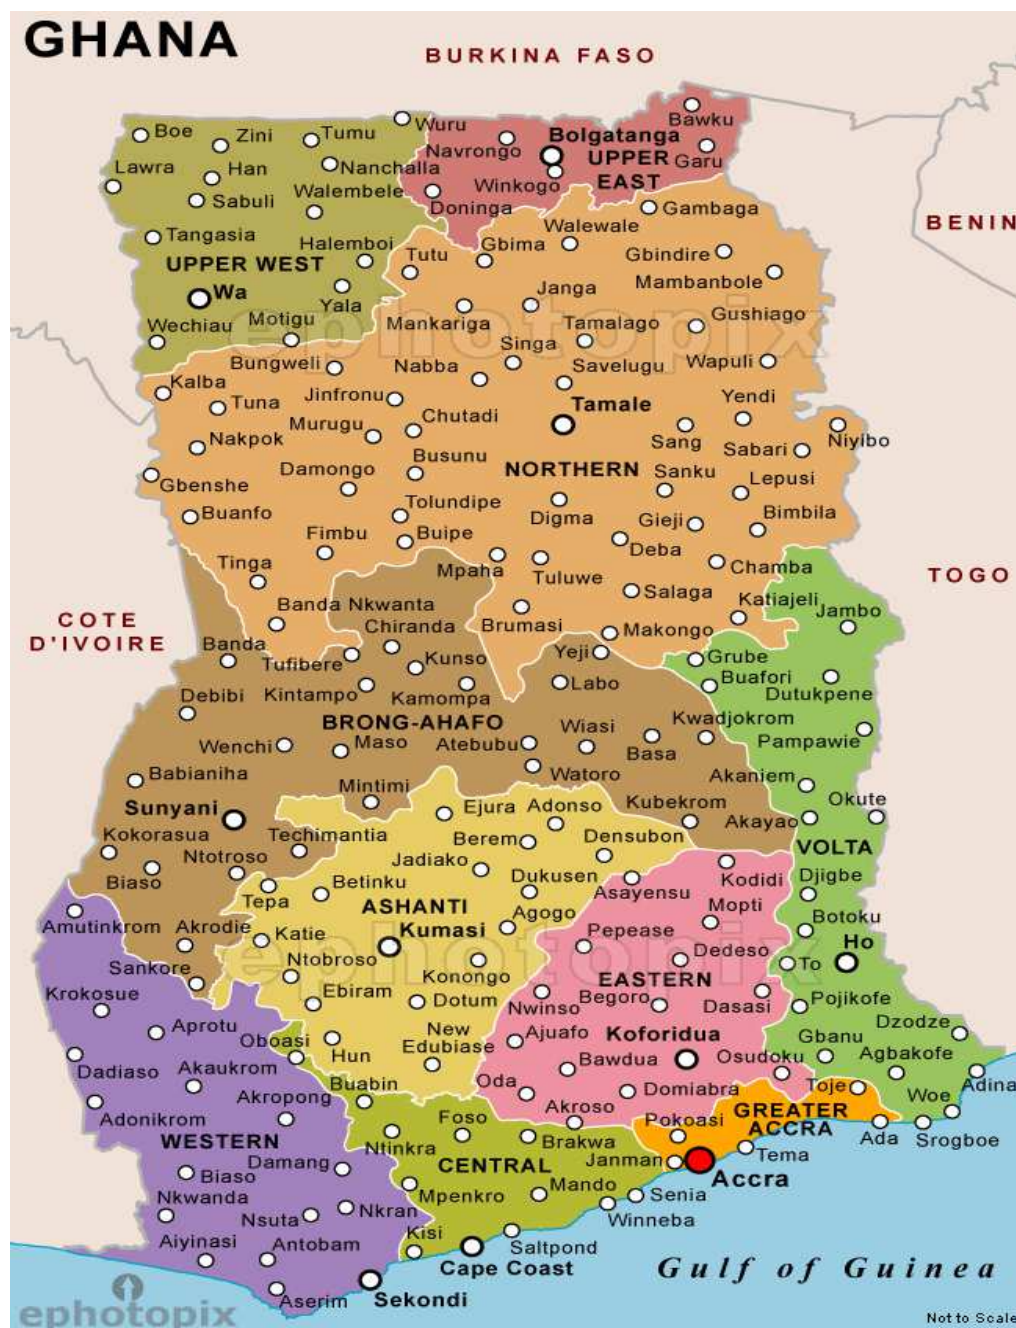 GHANA
BURKINA FASO
Bawku
Wuru
Boe
Zini
Tumu
Bolgatanga
Navrongo
UPPER
EAST
Garu
Lawra
Han
Nanchalla
Winkogo
Walembele
Sabuli
Doninga
Gambaga
Walewale
BENIN
Tangasia
Halemboi
Gbima
Tutu
Gbindire
UPPER WEST
Mambanbole
Wa
Yala
Janga
Gushiago
Motigu
Mankariga
Tamalago
Wechiau
ephotopix
Singa
Bungweli
Nabba
Savelugu
Wapuli
Kalba
Jinfronu
Yendi
Tuna
Tamale
Chutadi
Murugu
Nakpok
Sang
Niyibo
Sabari
Busunu
Damongo
NORTHERN
Sanku
Gbenshe
Lepusi
Tolundipe
Buanfo
Digma
Gieji
Bimbila
Fimbu
Buipe
Deba
Tinga
Mpaha
Tuluwe
Chamba
TOGO
Salaga
Katiajeli
Banda Nkwanta
Jambo
COTE
D'IVOIRE
Chiranda
Brumasi
Makongo
Banda
Tufibere
Kunso
Yeji
Grube
Buafori
Debibi
Kintampo
Kamompa
Labo
Dutukpene
BRONG-AHAFO
Wiasi
Kwadjokrom
Wenchi
Maso
Atebubu
Basa
Pampawie
Babianiha
Watoro
Akaniem
Mintimi
Sunyani
Ejura
Adonso
Kubekrom
Okute
Akayao
Kokorasua
Techimantia
Berem
Densubon
VOLTA
Ntotroso
Jadiako
Biaso
Dukusen
Kodidi
Djigbe
Betinku
Asayensu
Tepa
ASHANTI
Mopti
Amutinkrom
Akrodie
Katie
Kumasi
Agogo
Pepease
Botoku
Dedeso
Ho
Sankore
Ntobroso
Konongo
To
ephotopix
EASTERN
Krokosue
Ebiram
Dotum
Nwinso
Begoro
Dasasi
Pojikofe
Aprotu
Oboasi
New
Edubiase
Ajuafo
Koforidua
Gbanu
Dzodze
Hun
Dadiaso
Akaukrom
Bawdua
Osudoku
Agbakofe
Buabin
Oda
Domiabra
Toje
Adina
Adonikrom
Akropong
Akroso
Woe
Foso
Pokoasi
GREATER
ACCRA
WESTERN
Ntinkra
Brakwa
Ada
Srogboe
Damang
CENTRAL
Janman
Tema
Biaso
Accra
Nkwanda
Mpenkro
Mando
Senia
Nsuta
Nkran
Winneba
Aiyinasi
Antobam
Kisi
Saltpond
Cape Coast
Gulf of Guinea
Aserim
Sekondi
ephotopix
Not to Scale